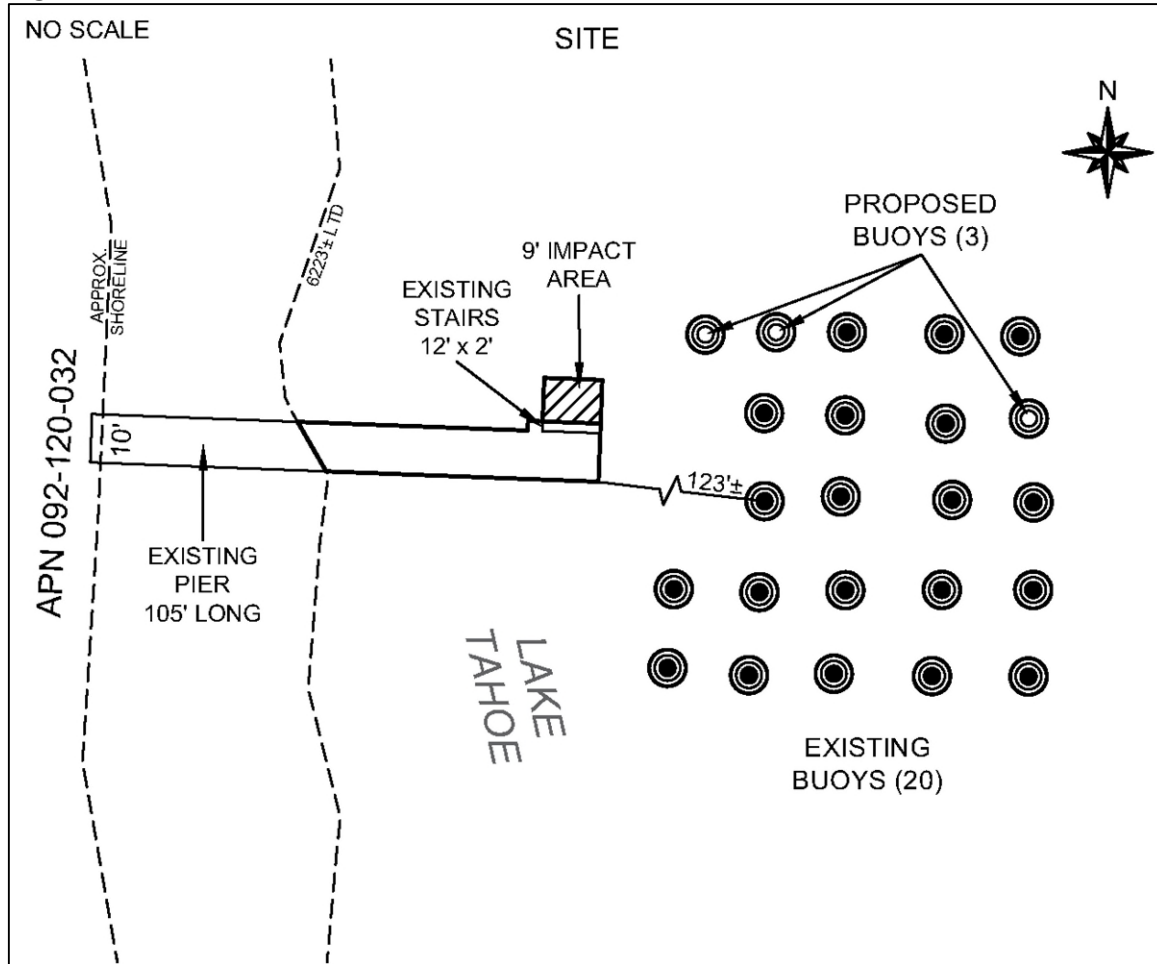 NO SCALE
SITE
N
PROPOSED
BUOYS (3)
9' IMPACT
AREA
EXISTING
STAIRS
12' x 2'
6223'± LTD
APPROX.
SHORELINE
APN 092-120-032
10'
123'±
EXISTING
PIER
105' LONG
LAKE
TAHOE
EXISTING
BUOYS (20)